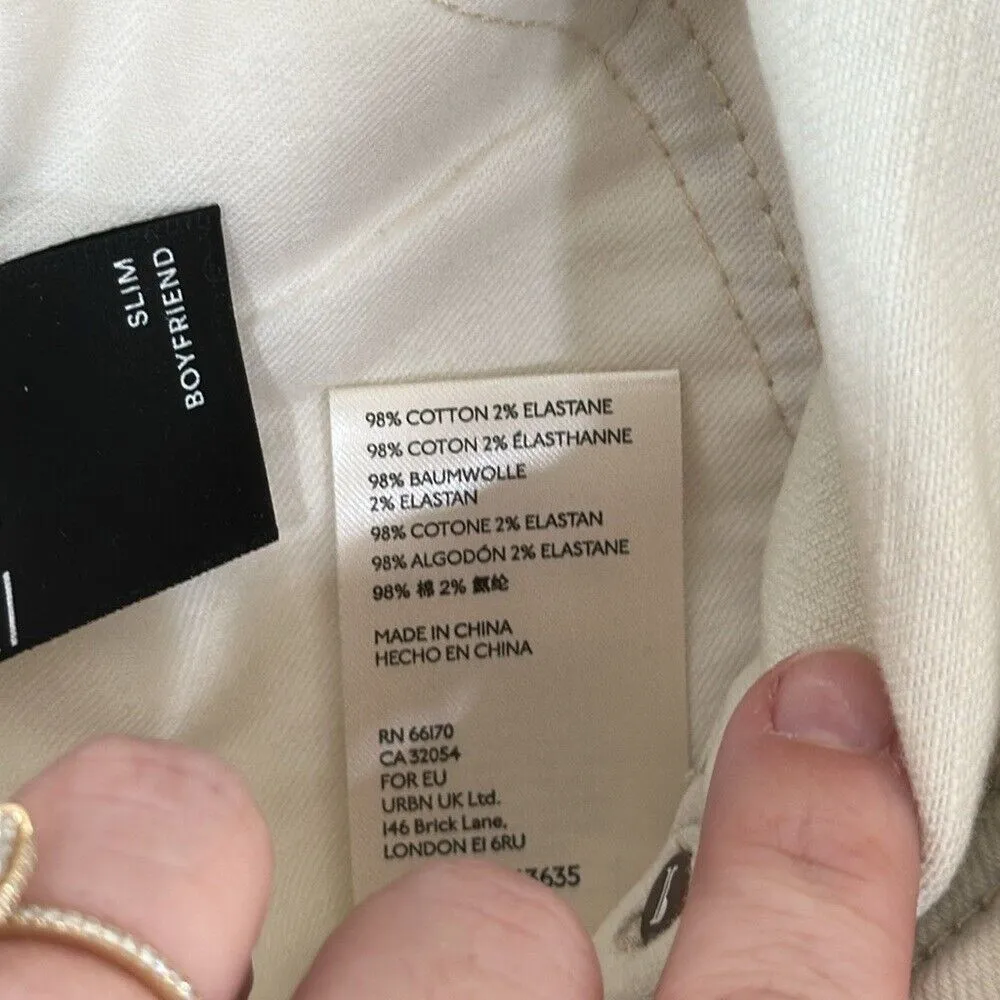 SLIM
BOYFRIEND
98% COTTON 2% ELASTANE
98% COTON 2% ÉLASTHANNE
98% BAUMWOLLE
2% ELASTAN
98% COTONE 2% ELASTAN
98% ALGODÓN 2% ELASTANE
98% 棉 2% 氨纶
MADE IN CHINA
HECHO EN CHINA
RN 66170
CA 32054
FOR EU
URBN UK Ltd.
146 Brick Lane,
LONDON E1 6RU
3635